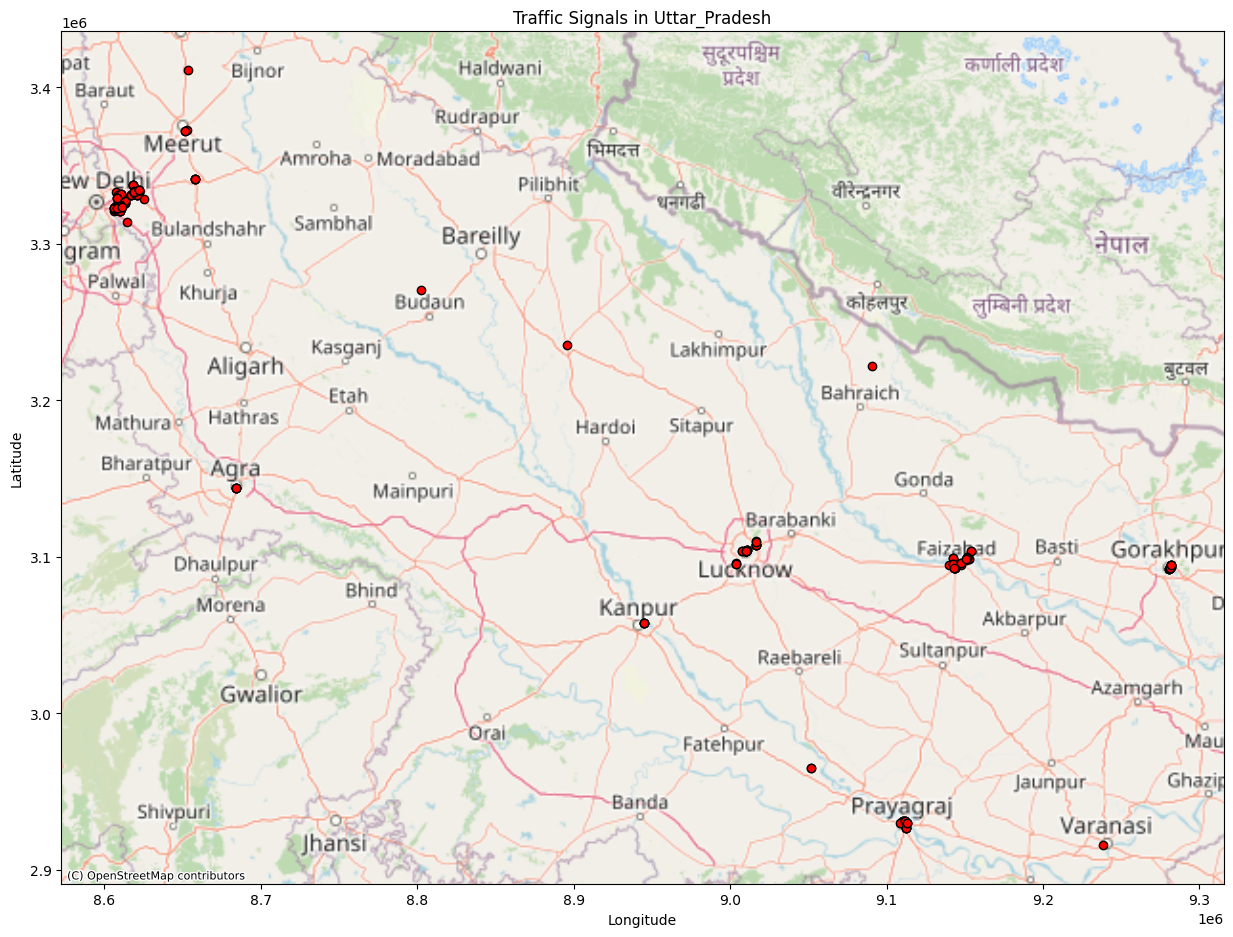 Traffic Signals in Uttar_Pradesh
1e6
pat
Bijnor
Haldwani
सुदूरपश्चिम
प्रदेश
कर्णाली प्रदेश
Baraut
3.4
Rudrapur
Meerut
Amroha
Moradabad
भिमदत्त
ew Delhi
Pilibhit
धनगढी
वीरेन्द्रनगर
Sambhal
Bulandshahr
Bareilly
3.3
gram
नेपाल
Palwal
Khurja
Budaun
कोहलपुर
लुम्बिनी प्रदेश
Kasganj
Lakhimpur
Aligarh
बुटवल
Etah
Bahraich
3.2
Hathras
Mathura
Hardoi
Sitapur
Bharatpur
Agra
Mainpuri
Gonda
Barabanki
3.1
Faizabad
Basti
Gorakhpur
Dhaulpur
Lucknow
Bhind
Morena
Kanpur
D
Akbarpur
Raebareli
Sultanpur
Gwalior
Azamgarh
3.0
Orai
Fatehpur
Mau
Jaunpur
Ghazip
Banda
Prayagraj
Shivpuri
Varanasi
Jhansi
2.9
(C) OpenStreetMap contributors
8.6 8.7 8.8 8.9 9.0 9.1 9.2 9.3
1e6
Longitude
Latitude